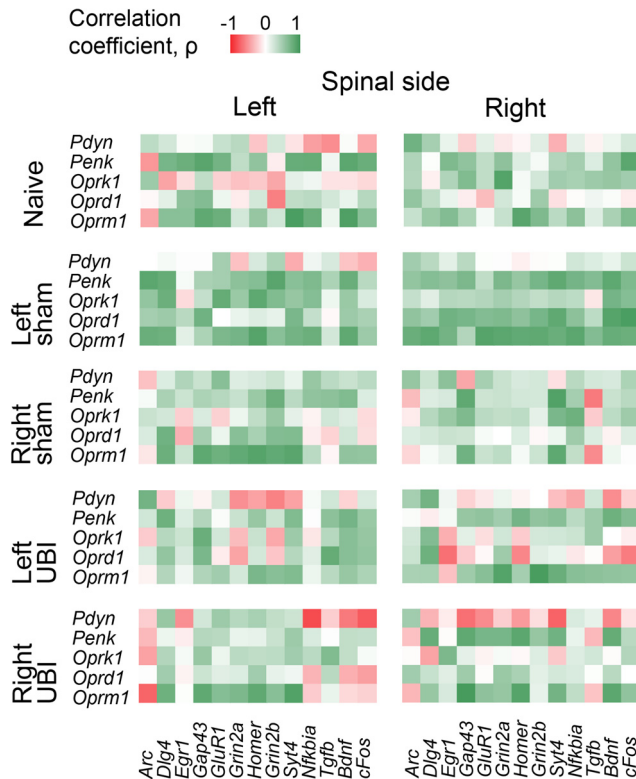 Correlation
coefficient, ρ
-1 0 1
Spinal side
Left Right
Naive
Pdyn
Penk
Oprk1
Oprd1
Oprm1
Left
sham
Pdyn
Penk
Oprk1
Oprd1
Oprm1
Right
sham
Pdyn
Penk
Oprk1
Oprd1
Oprm1
Left
UBI
Pdyn
Penk
Oprk1
Oprd1
Oprm1
Right
UBI
Pdyn
Penk
Oprk1
Oprd1
Oprm1
Arc Dlg4 Egr1 Gap43 GluR1 Grin2a Homer Grin2b Syt4 Nfkbia Tgfb Bdnf cFos
Arc Dlg4 Egr1 Gap43 GluR1 Grin2a Homer Grin2b Syt4 Nfkbia Tgfb Bdnf cFos